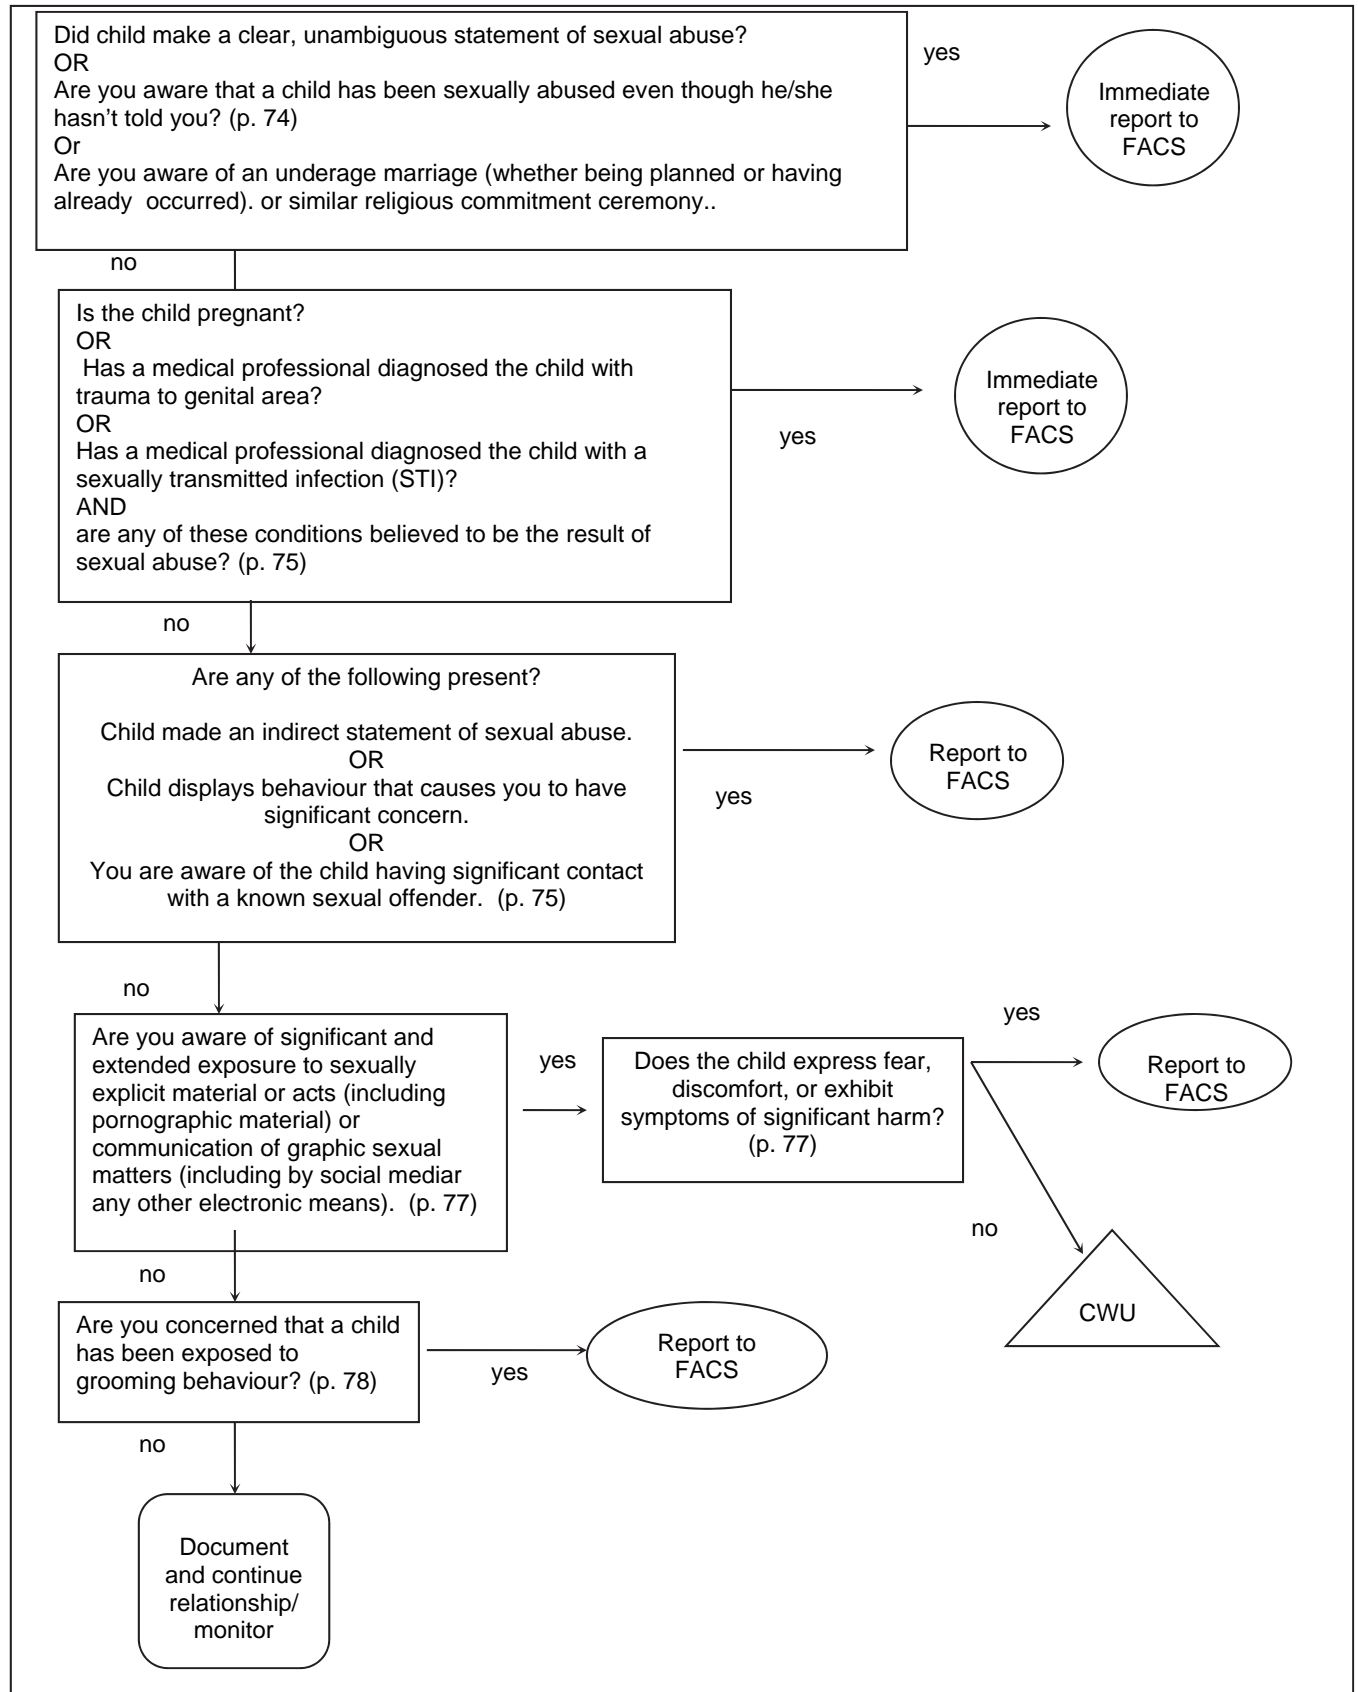 Did child make a clear, unambiguous statement of sexual abuse?
OR
Are you aware that a child has been sexually abused even though he/she
hasn't told you? (p. 74)
Or
Are you aware of an underage marriage (whether being planned or having
already occurred). or similar religious commitment ceremony..
yes
Immediate
report to
FACS
no
Is the child pregnant?
OR
Has a medical professional diagnosed the child with
trauma to genital area?
OR
Has a medical professional diagnosed the child with a
sexually transmitted infection (STI)?
AND
are any of these conditions believed to be the result of
sexual abuse? (p. 75)
yes
Immediate
report to
FACS
no
Are any of the following present?
Child made an indirect statement of sexual abuse.
OR
Child displays behaviour that causes you to have
significant concern.
OR
You are aware of the child having significant contact
with a known sexual offender. (p. 75)
yes
Report to
FACS
no
Are you aware of significant and
extended exposure to sexually
explicit material or acts (including
pornographic material) or
communication of graphic sexual
matters (including by social mediar
any other electronic means). (p. 77)
yes
Does the child express fear,
discomfort, or exhibit
symptoms of significant harm?
(p. 77)
yes
Report to
FACS
no
CWU
no
Are you concerned that a child
has been exposed to
grooming behaviour? (p. 78)
yes
Report to
FACS
no
Document
and continue
relationship/
monitor